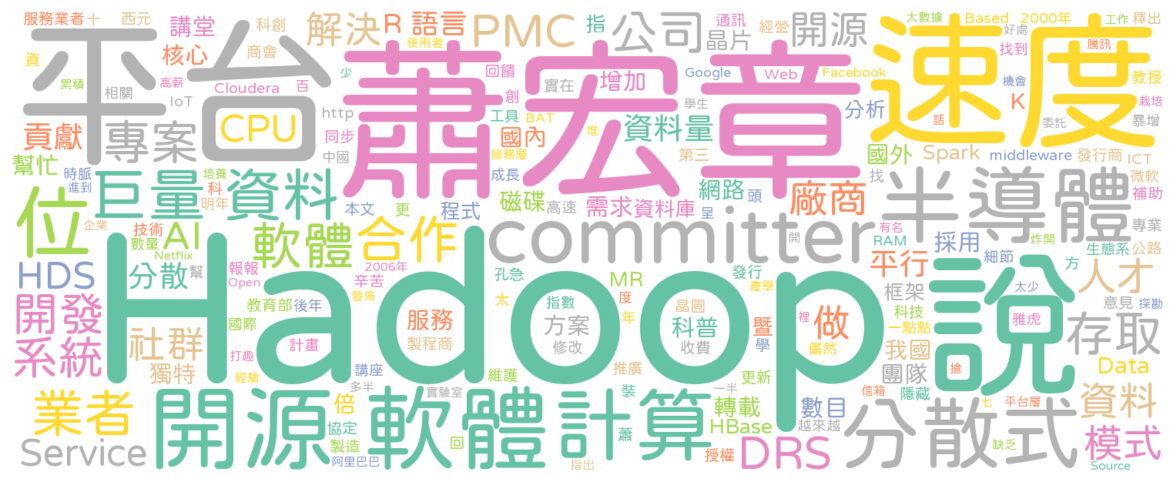 服務業者 十 西元 講堂 科創 解決 R 語言 PMC 指 公司 通訊 晶片 經營 開源 大數據 Based 2000年 工作 釋出
資 核心 商會 使用者 回饋 增加 Google Web Facebook 好處 找到 騰訊 教授
平台 蕭宏章 速度
累積 相關 高薪 Cloudera 百 少 實在 創 學生 分析 機會 K 栽培
貢獻 專案 IoT CPU http 同步 工具 BAT 國內 堆 資料量 第三 話 委託 暴增
幫忙 時脈 進到 培養 中國 服務層 國外 Spark middleware 發行商 ICT 微軟
巨量 資料 科 明年 本文 更 成長 程式 磁碟 高速 需求 資料庫 網路 頭 呈 廠商 找 半導體 補助 專業
位 企業 技術 數量 AI 軟體 合作 committer 開 有名 RAM 採用 炸開 生態系 公路
HDS 分散 幫 Netflix 報報 Open 2006年 辛苦 孔急 MR 發行 產學 平行 細節 方 人才
Hadoop 說
開發 教育部 後年 發佈 太 指數 度 晶圓 框架 科技 太少 意見 探勘
系統 國際 社群 計畫 服務 製程商 方案 年 科普 暨 學 裡 做 一點點 雅虎 存取
打趣 獨特 經驗 講座 多半 維護 修改 推廣 收費 更新 儘然 我國 團隊 搶 Data
業者 實驗室 倍 裝 一半 轉載 數目 信箱 隱藏 平台層 資料
開源 軟體 計算 協定 製造 蕭 HBase 越來越 分散式 七 模式
Service 阿里巴巴 回 指出 授權 DRS 缺乏 Source